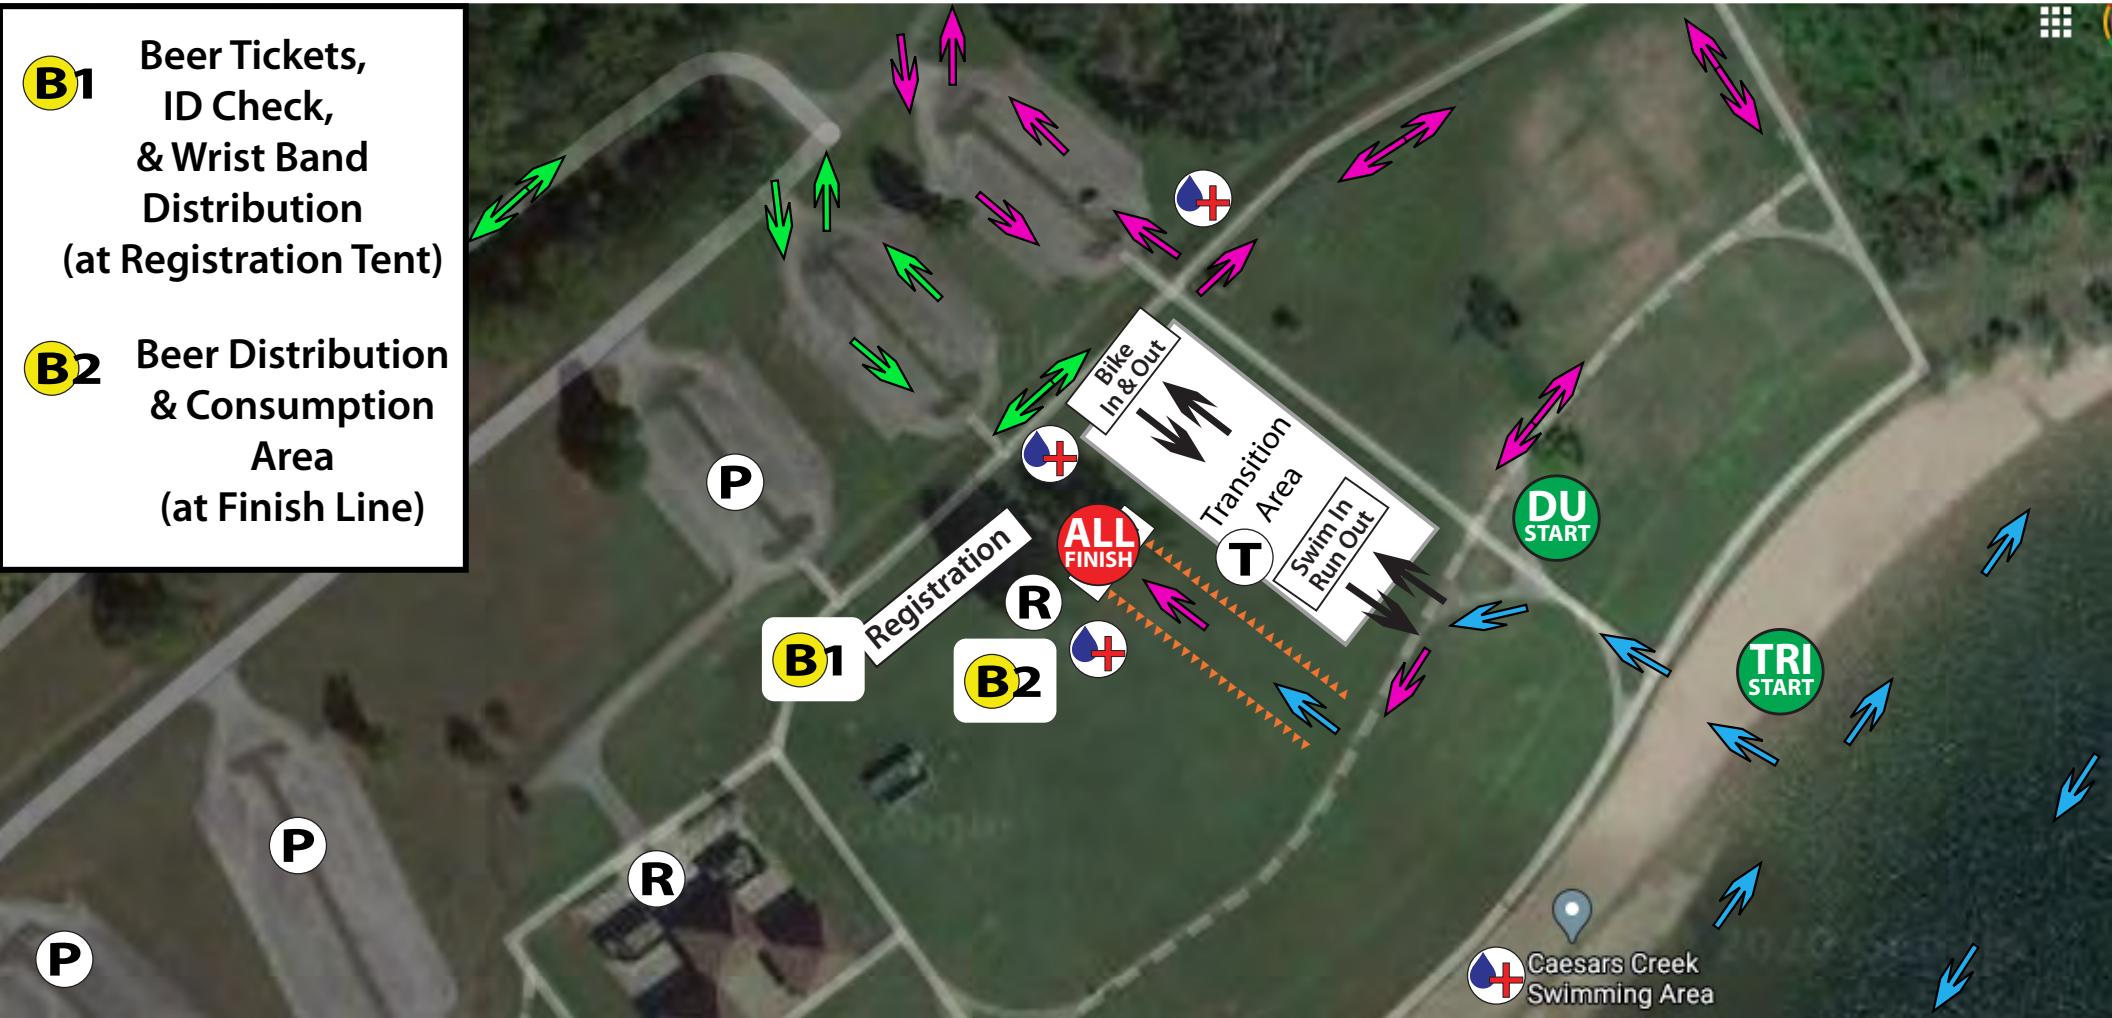 B1
Beer Tickets,
ID Check,
& Wrist Band
Distribution
(at Registration Tent)
B2
Beer Distribution
& Consumption
Area
(at Finish Line)
Bike
In & Out
Transition
Area
Swim In
Run Out
T
DU
START
TRI
START
ALL
FINISH
Registration
R
B1
B2
P
P
P
R
Caesars Creek
Swimming Area